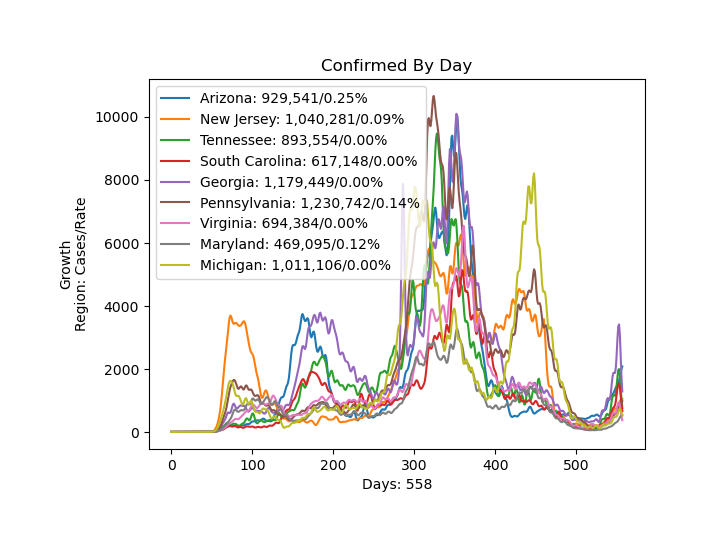 Confirmed By Day
Growth
Region: Cases/Rate
10000
8000
6000
4000
2000
0
Arizona: 929,541/0.25%
New Jersey: 1,040,281/0.09%
Tennessee: 893,554/0.00%
South Carolina: 617,148/0.00%
Georgia: 1,179,449/0.00%
Pennsylvania: 1,230,742/0.14%
Virginia: 694,384/0.00%
Maryland: 469,095/0.12%
Michigan: 1,011,106/0.00%
0 100 200 300 400 500
Days: 558